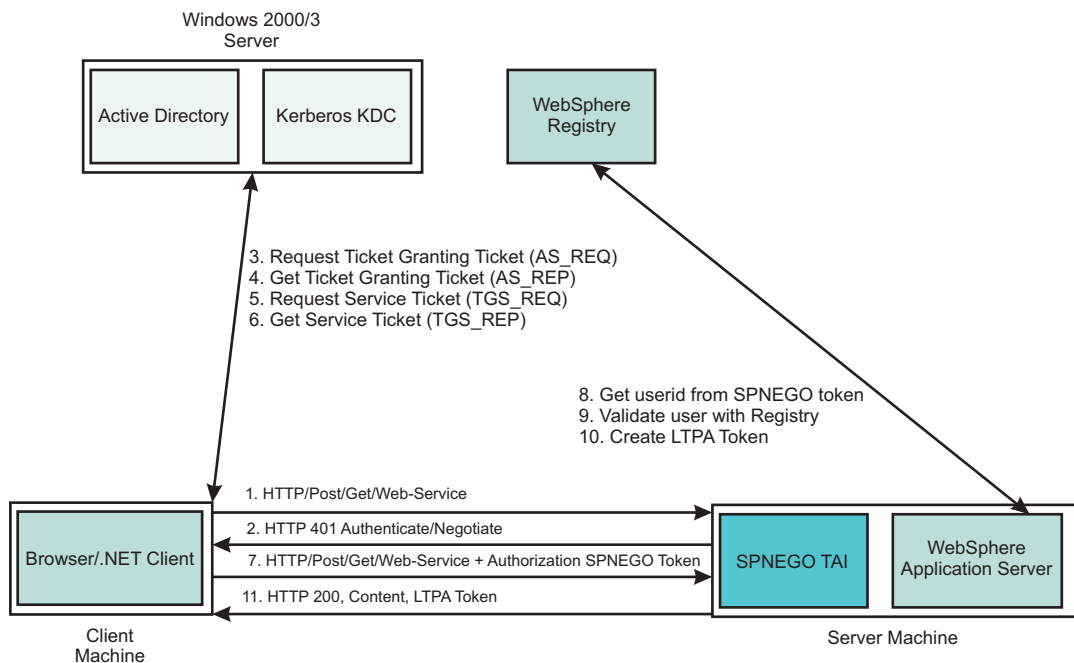 Windows 2000/3
Server
Active Directory
Kerberos KDC
WebSphere
Registry
3. Request Ticket Granting Ticket (AS_REQ)
4. Get Ticket Granting Ticket (AS_REP)
5. Request Service Ticket (TGS_REQ)
6. Get Service Ticket (TGS_REP)
8. Get userid from SPNEGO token
9. Validate user with Registry
10. Create LTPA Token
1. HTTP/Post/Get/Web-Service
2. HTTP 401 Authenticate/Negotiate
7. HTTP/Post/Get/Web-Service + Authorization SPNEGO Token
11. HTTP 200, Content, LTPA Token
Browser/.NET Client
SPNEGO TAI
WebSphere
Application Server
Client
Machine
Server Machine